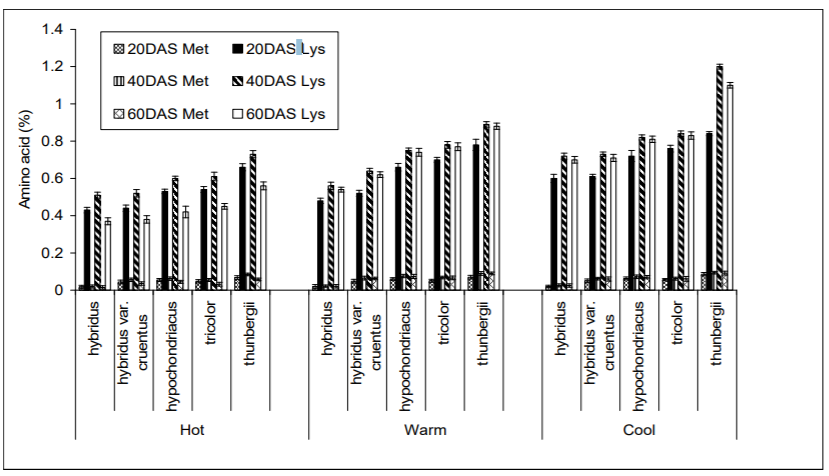 1.4
1.2
1
0.8
0.6
0.4
0.2
0
Amino acid (%)
20DAS Met 20DAS Lys
40DAS Met 40DAS Lys
60DAS Met 60DAS Lys
hybridus
hybridus var.
cruentus
hypochondriacus
tricolor
thunbergii
hybridus
hybridus var.
cruentus
hypochondriacus
tricolor
thunbergii
hybridus
hybridus var.
cruentus
hypochondriacus
tricolor
thunbergii
Hot Warm Cool